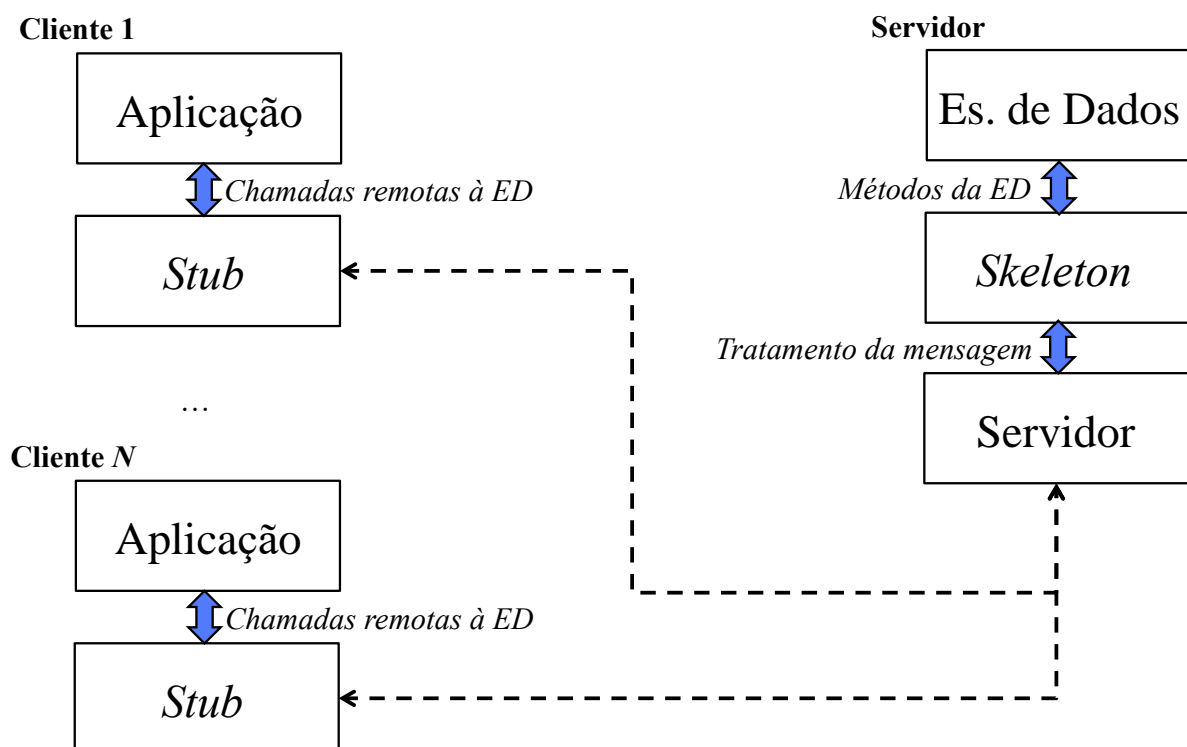 Cliente 1
Aplicação
Chamadas remotas à ED
Stub
...
Cliente N
Aplicação
Chamadas remotas à ED
Stub
Servidor
Es. de Dados
Métodos da ED
Skeleton
Tratamento da mensagem
Servidor